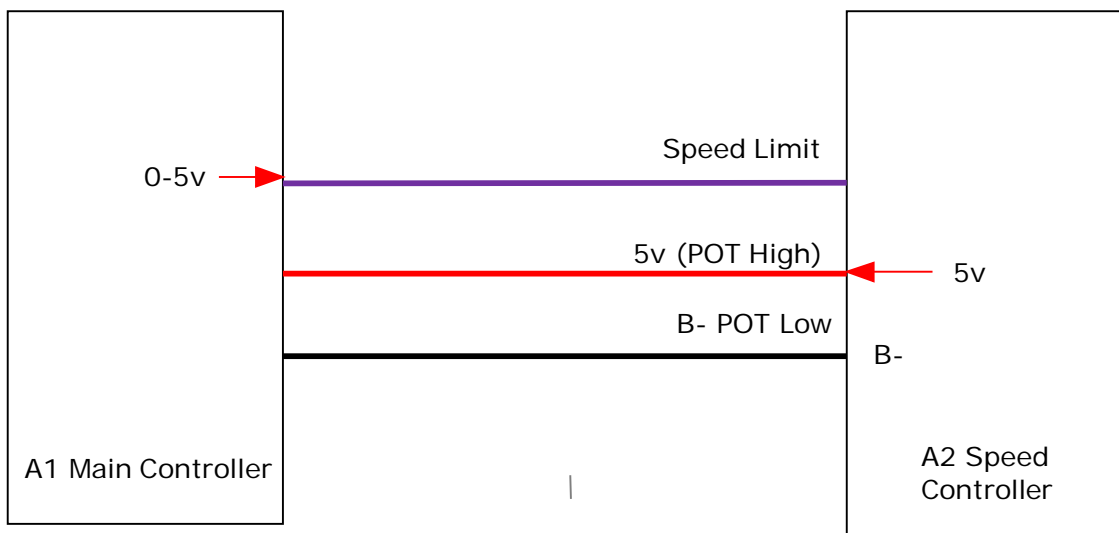 Speed Limit
0-5v
5v (POT High)
5v
B- POT Low
B-
A1 Main Controller
A2 Speed
Controller